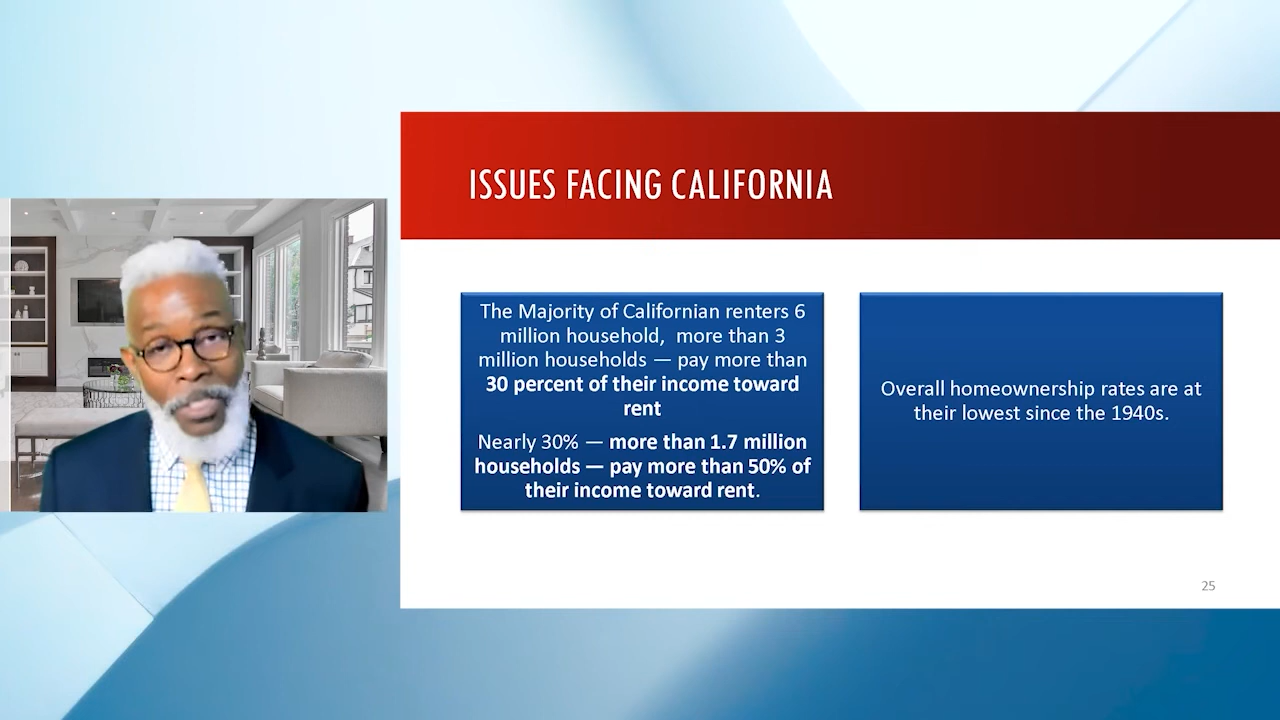 ISSUES FACING CALIFORNIA
The Majority of Californian renters 6
million household,  more than 3
million households — pay more than
30 percent of their income toward
rent
Nearly 30% — more than 1.7 million
households — pay more than 50% of
their income toward rent.
Overall homeownership rates are at
their lowest since the 1940s.
25